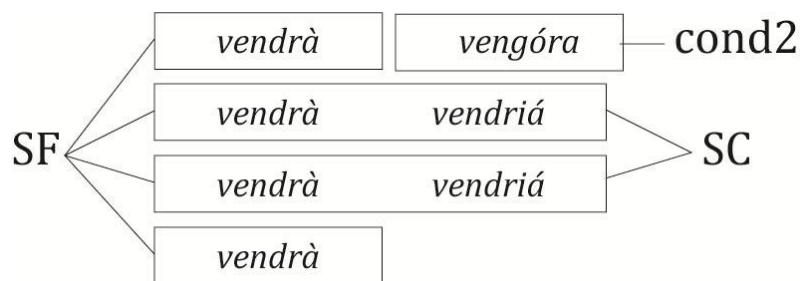 vendrà vengóra cond2
vendrà vendriá
SF SC
vendrà vendriá
vendrà